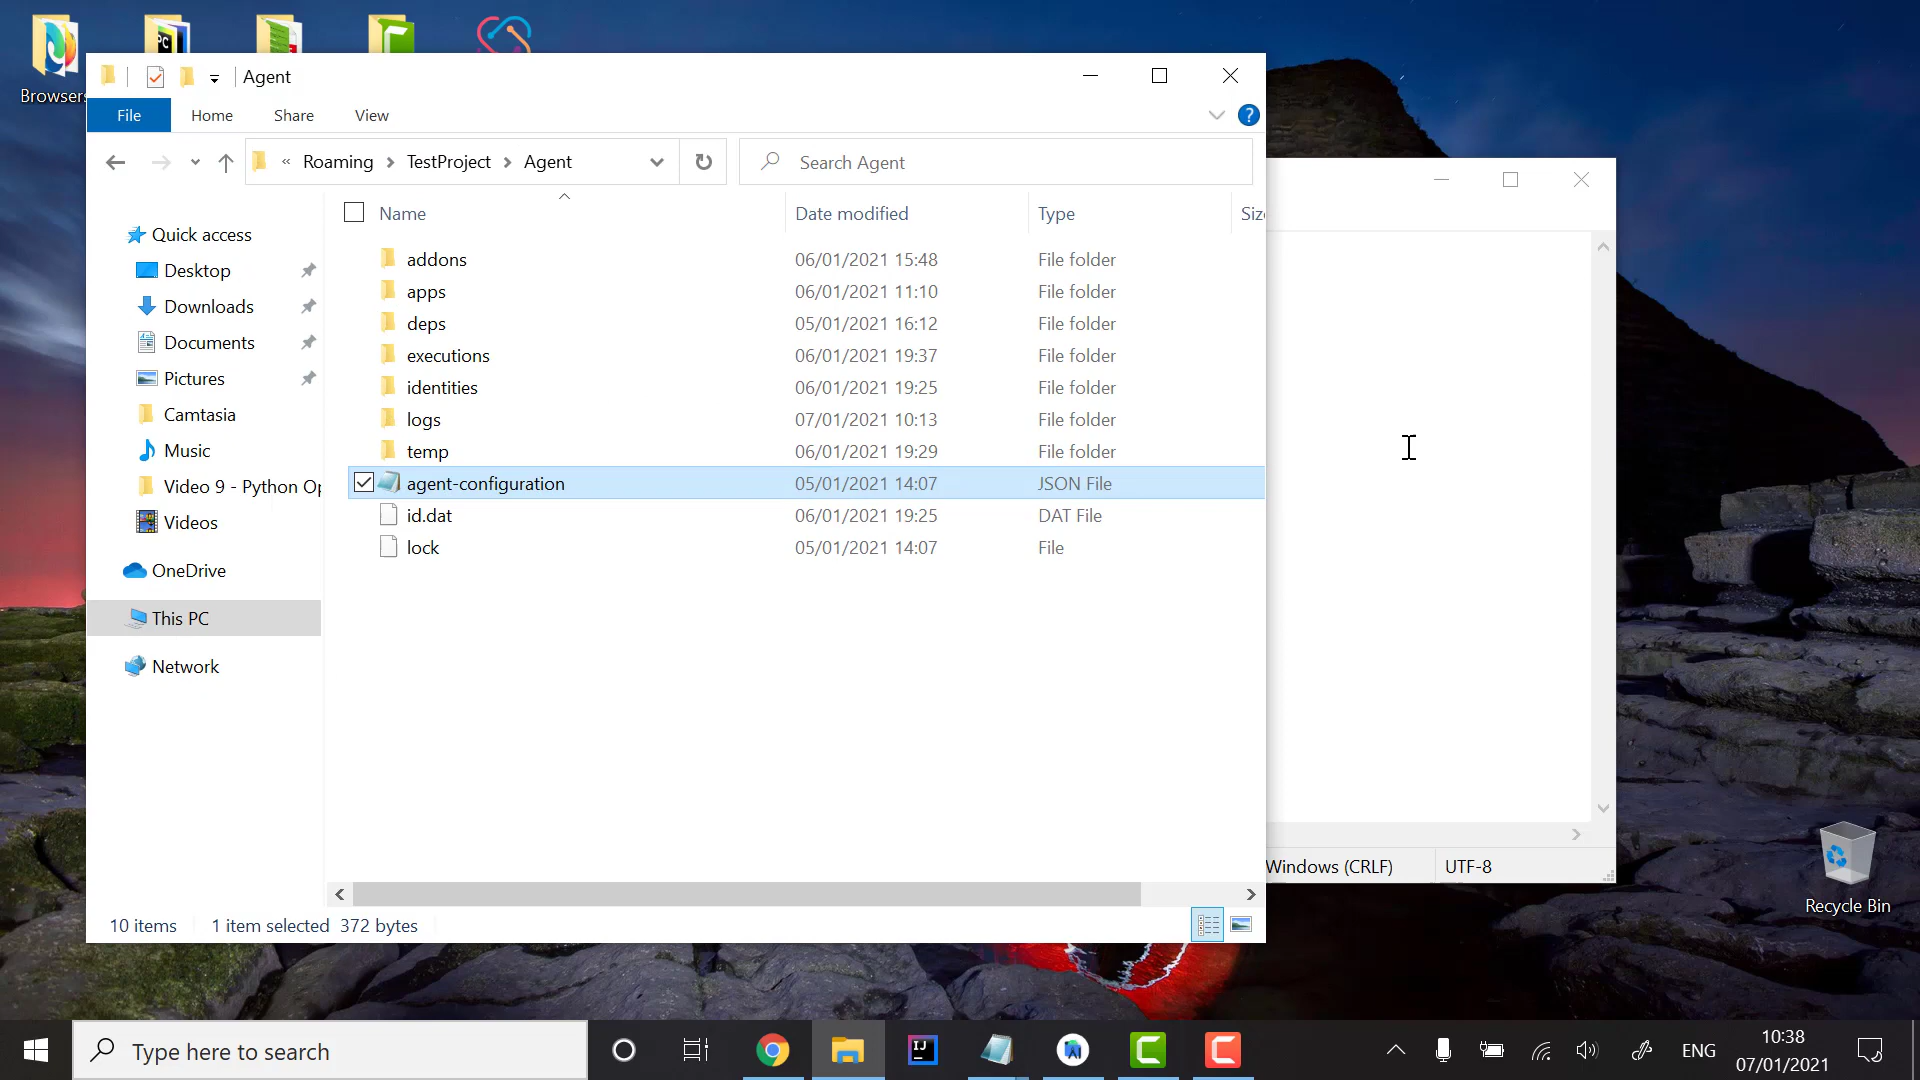 Browsers
Agent
File
Home
Share
View
«
Roaming
TestProject
Agent
Search Agent
Name
Date modified
Type
Quick access
Desktop
Downloads
Documents
Pictures
Camtasia
Music
Video 9 - Python Op
Videos
OneDrive
This PC
Network
addons 06/01/2021 15:48 File folder
apps 06/01/2021 11:10 File folder
deps 05/01/2021 16:12 File folder
executions 06/01/2021 19:37 File folder
identities 06/01/2021 19:25 File folder
logs 07/01/2021 10:13 File folder
temp 06/01/2021 19:29 File folder
agent-configuration 05/01/2021 14:07 JSON File
id.dat 06/01/2021 19:25 DAT File
lock 05/01/2021 14:07 File
10 items 1 item selected 372 bytes
Windows (CRLF)
UTF-8
Recycle Bin
Type here to search
ENG
10:38
07/01/2021